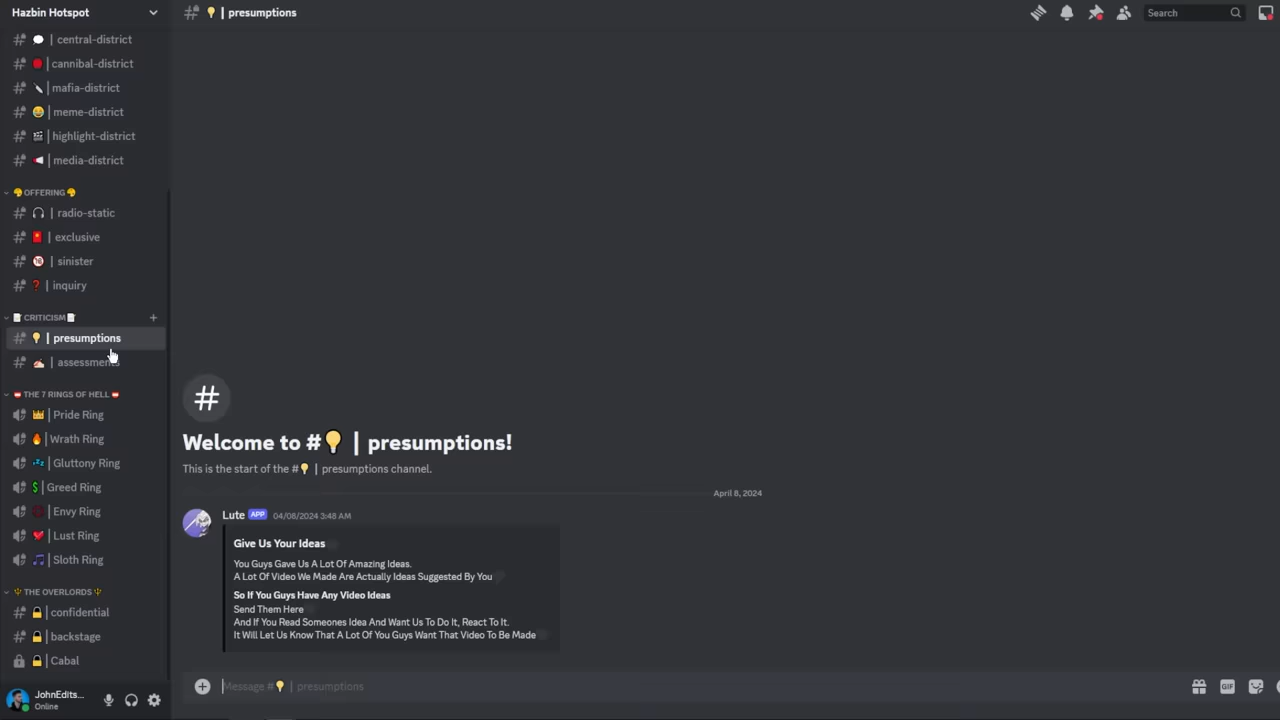 Hazbin Hotspot
💡 | presumptions
Search
💬 | central-district
🔴 | cannibal-district
🔪 | mafia-district
😂 | meme-district
🎬 | highlight-district
📢 | media-district
OFFERING
🎧 | radio-static
| exclusive
🔞 | sinister
❓ | inquiry
📝 CRITICISM 📝
💡 | presumptions
✍🏻 | assessments
THE 7 RINGS OF HELL
👑 | Pride Ring
🔥 | Wrath Ring
💤 | Gluttony Ring
💲 | Greed Ring
| Envy Ring
❤️ | Lust Ring
🎵 | Sloth Ring
🔱 THE OVERLORDS 🔱
🔒 | confidential
🔒 | backstage
🔒 | Cabal
JohnEdits...
Online
Welcome to #💡 | presumptions!
This is the start of the #💡 | presumptions channel.
April 8, 2024
Lute APP 04/08/2024 3:48 AM
Give Us Your Ideas
You Guys Gave Us A Lot Of Amazing Ideas.
A Lot Of Video We Made Are Actually Ideas Suggested By You
So If You Guys Have Any Video Ideas
Send Them Here
And If You Read Someones Idea And Want Us To Do It, React To It.
It Will Let Us Know That A Lot Of You Guys Want That Video To Be Made
Message #💡 | presumptions
GIF